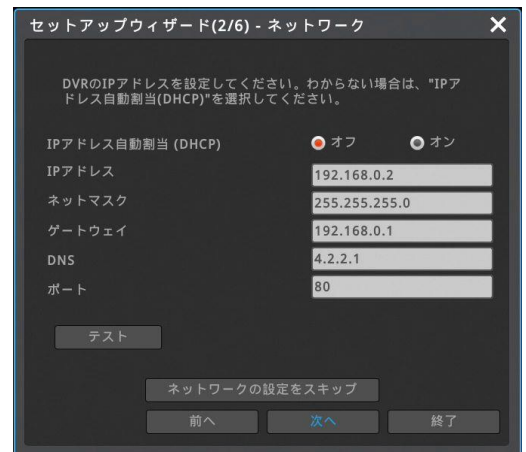 セットアップウィザード(2/6) - ネットワーク
DVRのIPアドレスを設定してください。わからない場合は、"IPア
ドレス自動割当(DHCP)"を選択してください。
IPアドレス自動割当 (DHCP) オフ オン
IPアドレス 192.168.0.2
ネットマスク 255.255.255.0
ゲートウェイ 192.168.0.1
DNS 4.2.2.1
ポート 80
テスト
ネットワークの設定をスキップ
前へ 次へ 終了